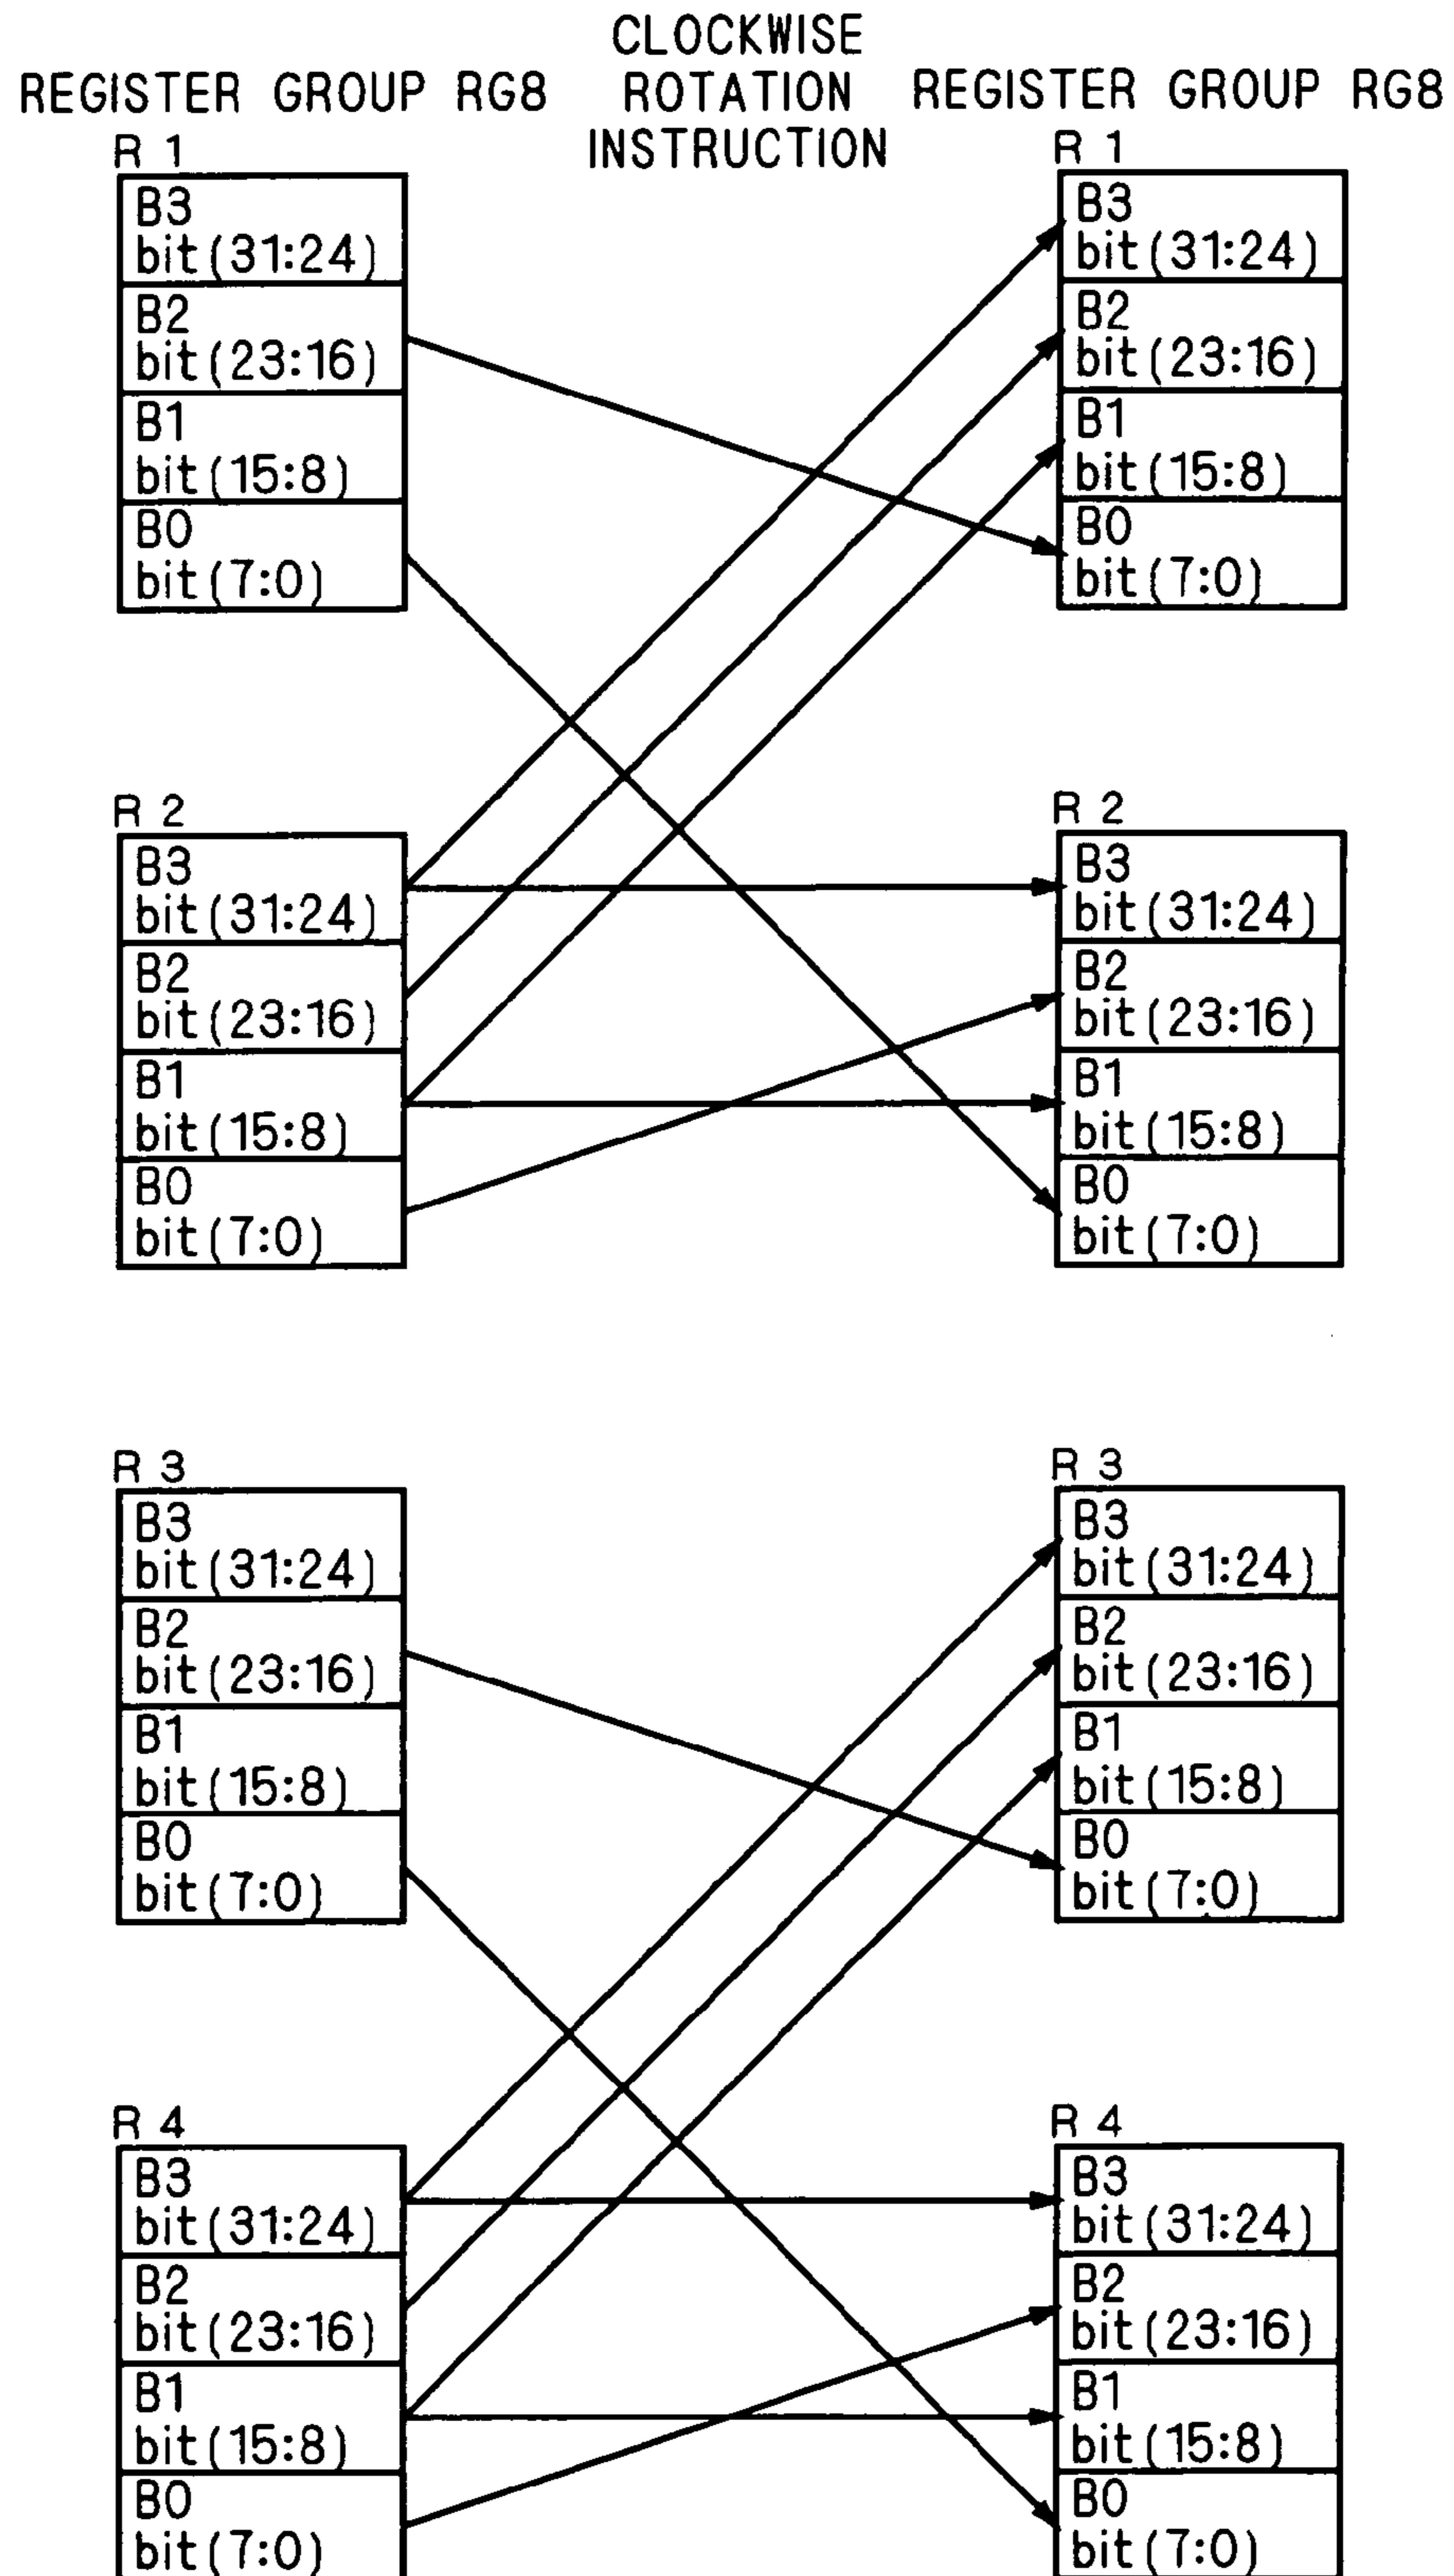 CLOCKWISE
REGISTER GROUP RG8 ROTATION REGISTER GROUP RG8
INSTRUCTION
R 1
B3
bit(31:24)
B2
bit(23:16)
B1
bit(15:8)
B0
bit(7:0)
R 1
B3
bit(31:24)
B2
bit(23:16)
B1
bit(15:8)
B0
bit(7:0)
R 2
B3
bit(31:24)
B2
bit(23:16)
B1
bit(15:8)
B0
bit(7:0)
R 2
B3
bit(31:24)
B2
bit(23:16)
B1
bit(15:8)
B0
bit(7:0)
R 3
B3
bit(31:24)
B2
bit(23:16)
B1
bit(15:8)
B0
bit(7:0)
R 3
B3
bit(31:24)
B2
bit(23:16)
B1
bit(15:8)
B0
bit(7:0)
R 4
B3
bit(31:24)
B2
bit(23:16)
B1
bit(15:8)
B0
bit(7:0)
R 4
B3
bit(31:24)
B2
bit(23:16)
B1
bit(15:8)
B0
bit(7:0)